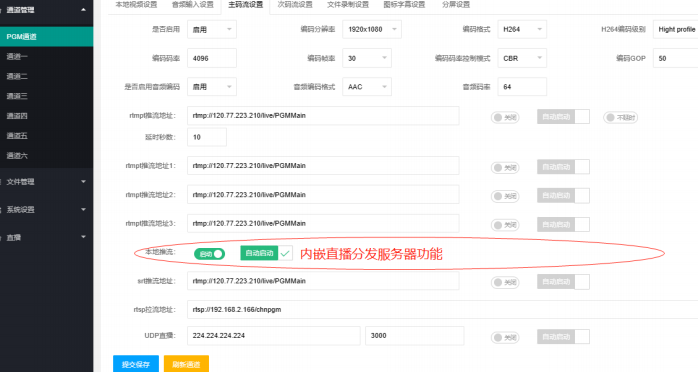 通道管理
PGM通道
通道一
通道二
通道三
通道四
通道五
通道六
文件管理
系统设置
直播
本地视频设置 音频输入设置 主码流设置 次码流设置 文件录制设置 图标字幕设置 分屏设置
是否启用 启用 编码分辨率 1920x1080 编码格式 H264 H264编码级别 Hight profile
编码码率 4096 编码帧率 30 编码码率控制模式 CBR 编码GOP 50
是否启用音频编码 启用 音频编码格式 AAC 音频码率 64
rtmpt推流地址: rtmp://120.77.223.210/live/PGMMain 关闭 自动启动 不延时
延时秒数: 10
rtmpt推流地址1: rtmp://120.77.223.210/live/PGMMain 关闭 自动启动
rtmpt推流地址2: rtmp://120.77.223.210/live/PGMMain 关闭 自动启动
rtmpt推流地址3: rtmp://120.77.223.210/live/PGMMain 关闭 自动启动
本地推流: 启动 自动启动 内嵌直播分发服务器功能
srt推流地址: rtmp://120.77.223.210/live/PGMMain 关闭 自动启动
rtsp拉流地址: rtsp://192.168.2.166/chnpgm
UDP直播: 224.224.224.224 3000 关闭 自动启动
提交保存 刷新通道